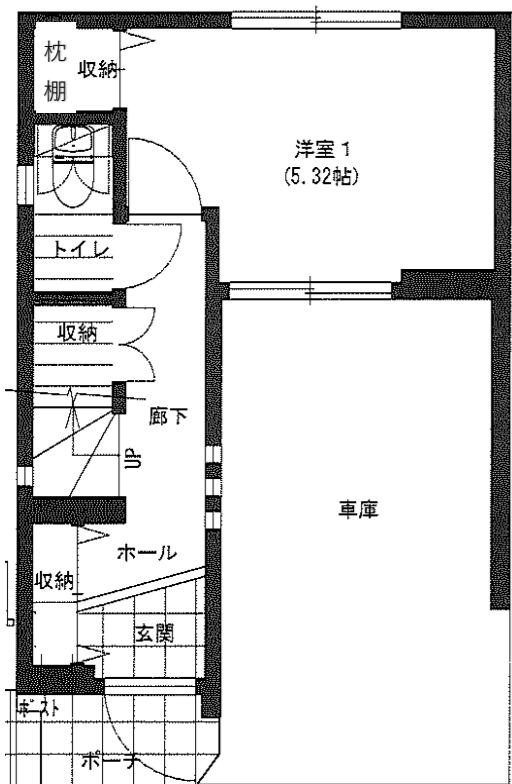 枕
棚
収納
洋室1
(5.32帖)
トイレ
収納
廊下
UP
車庫
ホール
収納
玄関
ポスト
ポーチ